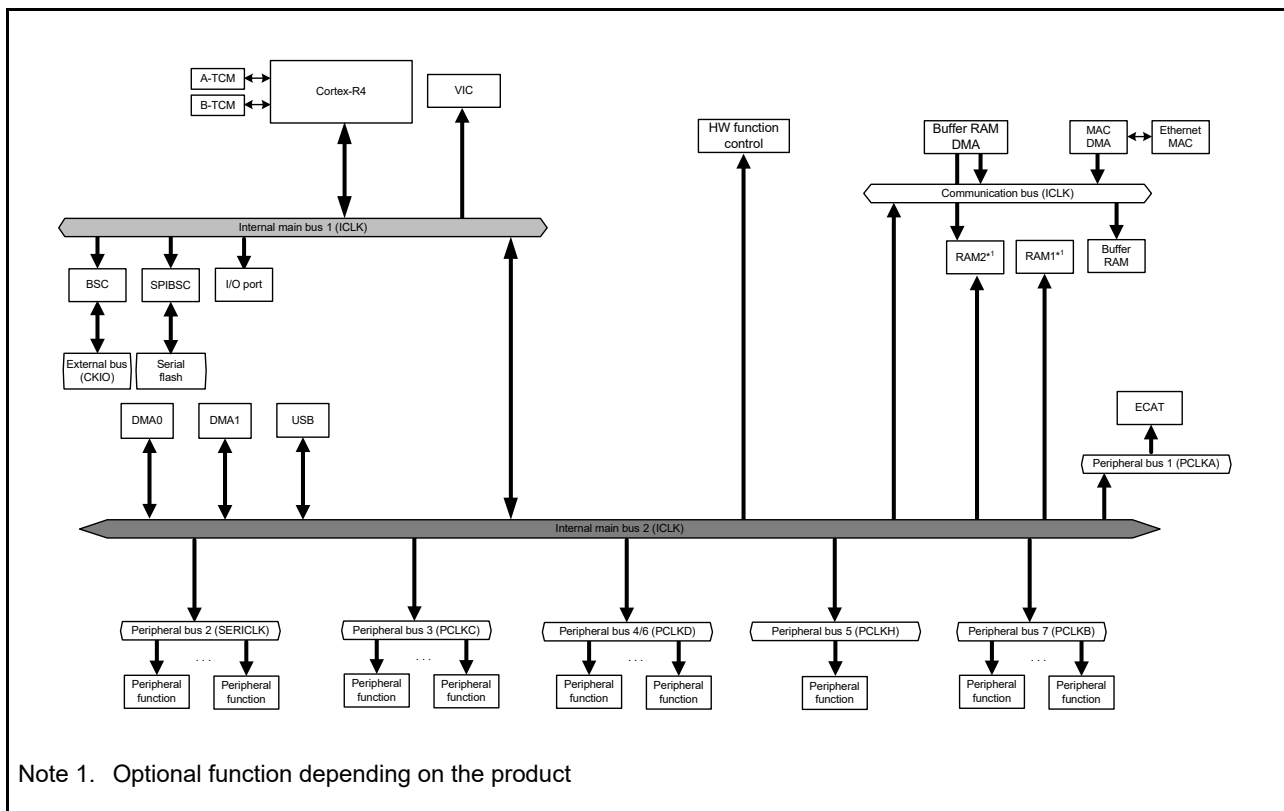 A-TCM
B-TCM
Cortex-R4
VIC
HW function
control
Buffer RAM
DMA
MAC
DMA
Ethernet
MAC
Communication bus (ICLK)
Internal main bus 1 (ICLK)
RAM2*1
RAM1*1
Buffer
RAM
BSC
SPIBSC
I/O port
External bus
(CKIO)
Serial
flash
DMA0
DMA1
USB
ECAT
Peripheral bus 1 (PCLKA)
Internal main bus 2 (ICLK)
Peripheral bus 2 (SERICLK)
Peripheral bus 3 (PCLKC)
Peripheral bus 4/6 (PCLKD)
Peripheral bus 5 (PCLKH)
Peripheral bus 7 (PCLKB)
. . .
. . .
. . .
. . .
Peripheral
function
Peripheral
function
Peripheral
function
Peripheral
function
Peripheral
function
Peripheral
function
Peripheral
function
Peripheral
function
Peripheral
function
Note 1. Optional function depending on the product